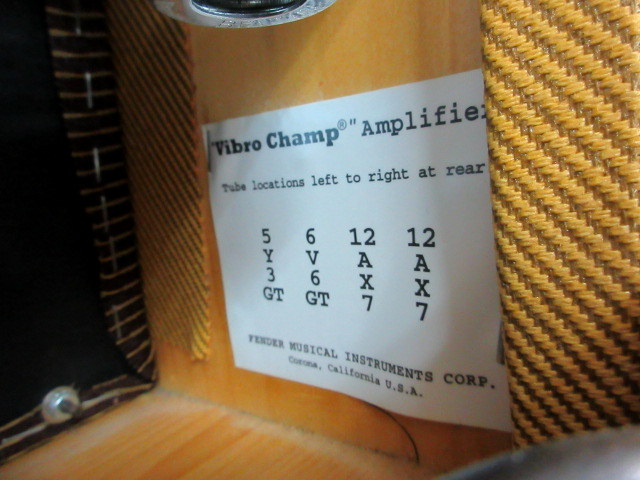 "Vibro Champ®" Amplifier
Tube locations left to right at rear
5 6 12 12
Y V A A
3 6 X X
GT GT 7 7
FENDER MUSICAL INSTRUMENTS CORP.
Corona, California U.S.A.